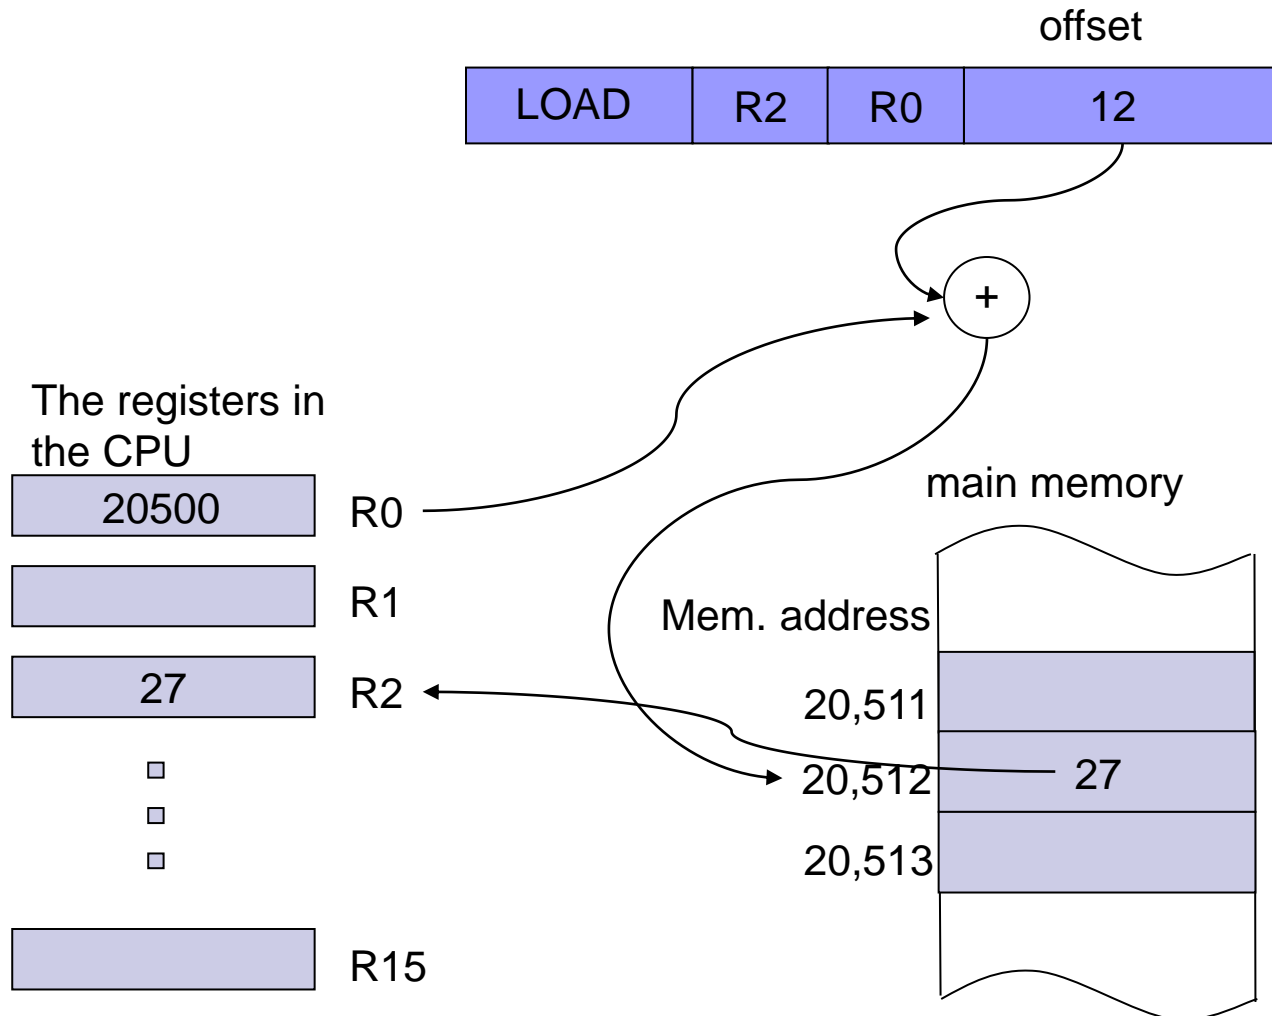 offset
LOAD R2 R0 12
+
The registers in
the CPU
main memory
20500 R0
R1
Mem. address
27 R2
20,511
20,512 27
20,513
R15